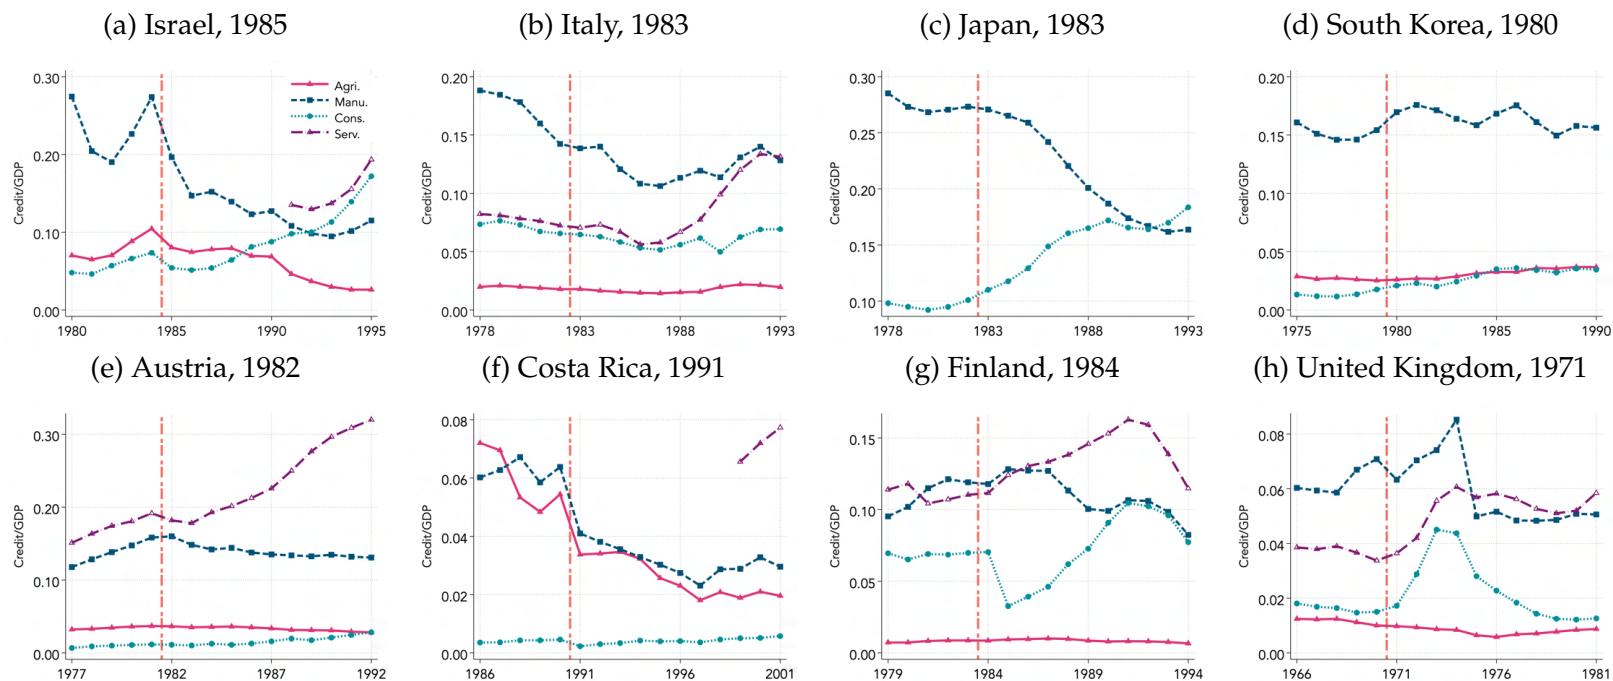 (a) Israel, 1985
Credit/GDP
0.30
0.20
0.10
0.00
1980 1985 1990 1995
Agri.
Manu.
Cons.
Serv.
(b) Italy, 1983
Credit/GDP
0.20
0.15
0.10
0.05
0.00
1978 1983 1988 1993
(c) Japan, 1983
Credit/GDP
0.30
0.25
0.20
0.15
0.10
1978 1983 1988 1993
(d) South Korea, 1980
Credit/GDP
0.20
0.15
0.10
0.05
0.00
1975 1980 1985 1990
(e) Austria, 1982
Credit/GDP
0.30
0.20
0.10
0.00
1977 1982 1987 1992
(f) Costa Rica, 1991
Credit/GDP
0.08
0.06
0.04
0.02
0.00
1986 1991 1996 2001
(g) Finland, 1984
Credit/GDP
0.15
0.10
0.05
0.00
1979 1984 1989 1994
(h) United Kingdom, 1971
Credit/GDP
0.08
0.06
0.04
0.02
0.00
1966 1971 1976 1981